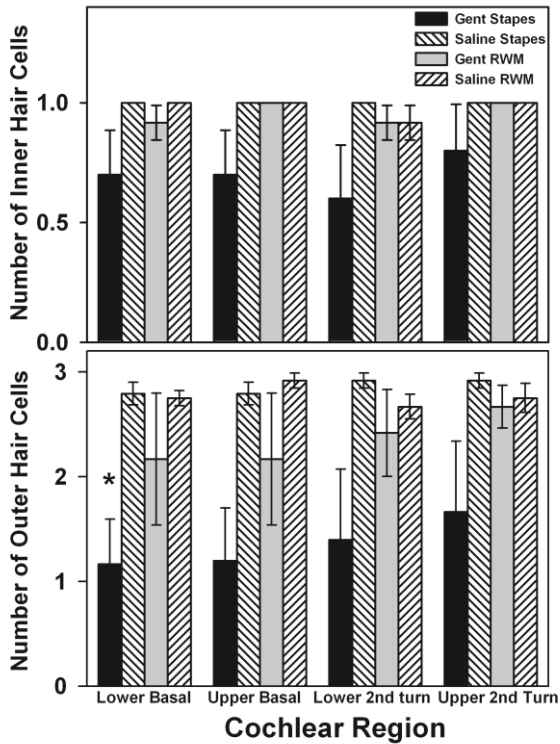 Gent Stapes
Saline Stapes
Gent RWM
Saline RWM
Number of Inner Hair Cells
1.0
0.5
0.0
Number of Outer Hair Cells
3
2
1
0
*
Lower Basal Upper Basal Lower 2nd turn Upper 2nd Turn
Cochlear Region